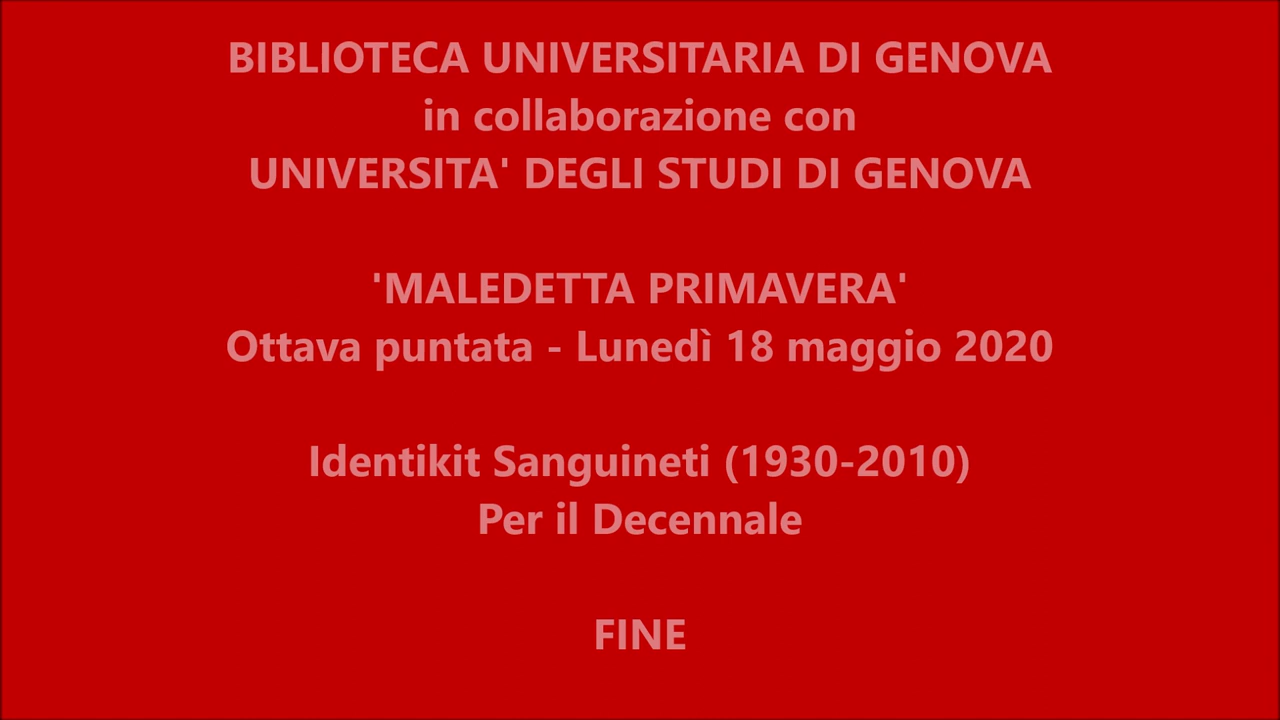 BIBLIOTECA UNIVERSITARIA DI GENOVA
in collaborazione con
UNIVERSITA' DEGLI STUDI DI GENOVA
'MALEDETTA PRIMAVERA'
Ottava puntata - Lunedì 18 maggio 2020
Identikit Sanguineti (1930-2010)
Per il Decennale
FINE